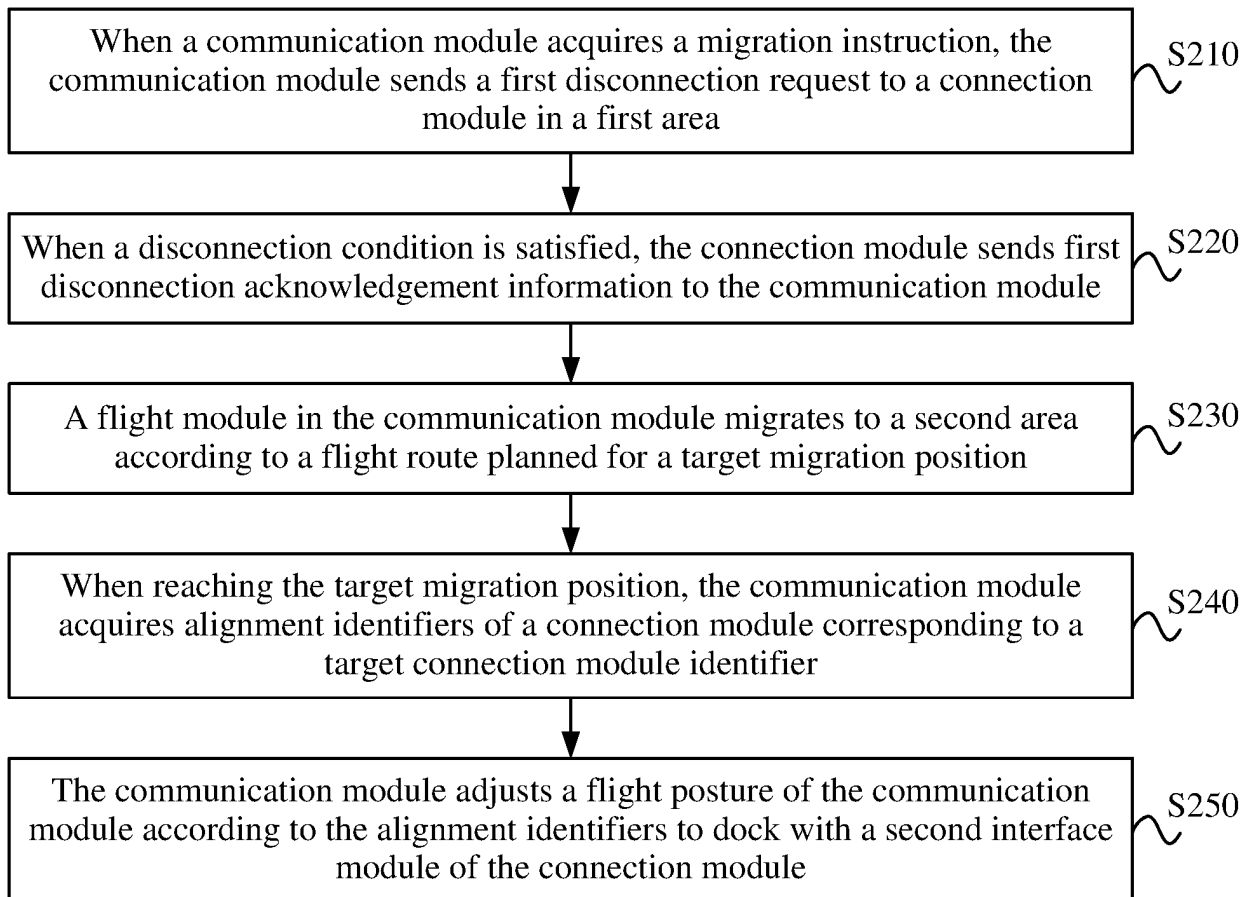 When a communication module acquires a migration instruction, the
communication module sends a first disconnection request to a connection
module in a first area
S210
When a disconnection condition is satisfied, the connection module sends first
disconnection acknowledgement information to the communication module
S220
A flight module in the communication module migrates to a second area
according to a flight route planned for a target migration position
S230
When reaching the target migration position, the communication module
acquires alignment identifiers of a connection module corresponding to a
target connection module identifier
S240
The communication module adjusts a flight posture of the communication
module according to the alignment identifiers to dock with a second interface
module of the connection module
S250